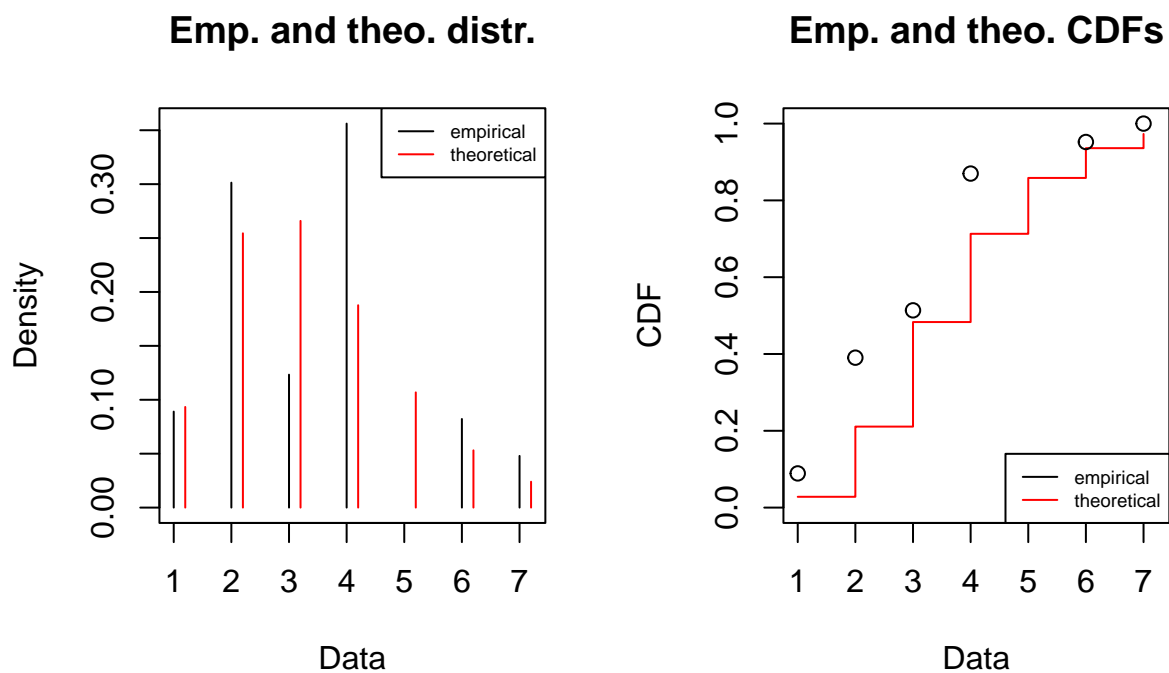 Emp. and theo. distr.
empirical
theoretical
Density
0.00 0.10 0.20 0.30
1 2 3 4 5 6 7
Data
Emp. and theo. CDFs
CDF
0.0 0.2 0.4 0.6 0.8 1.0
empirical
theoretical
1 2 3 4 5 6 7
Data